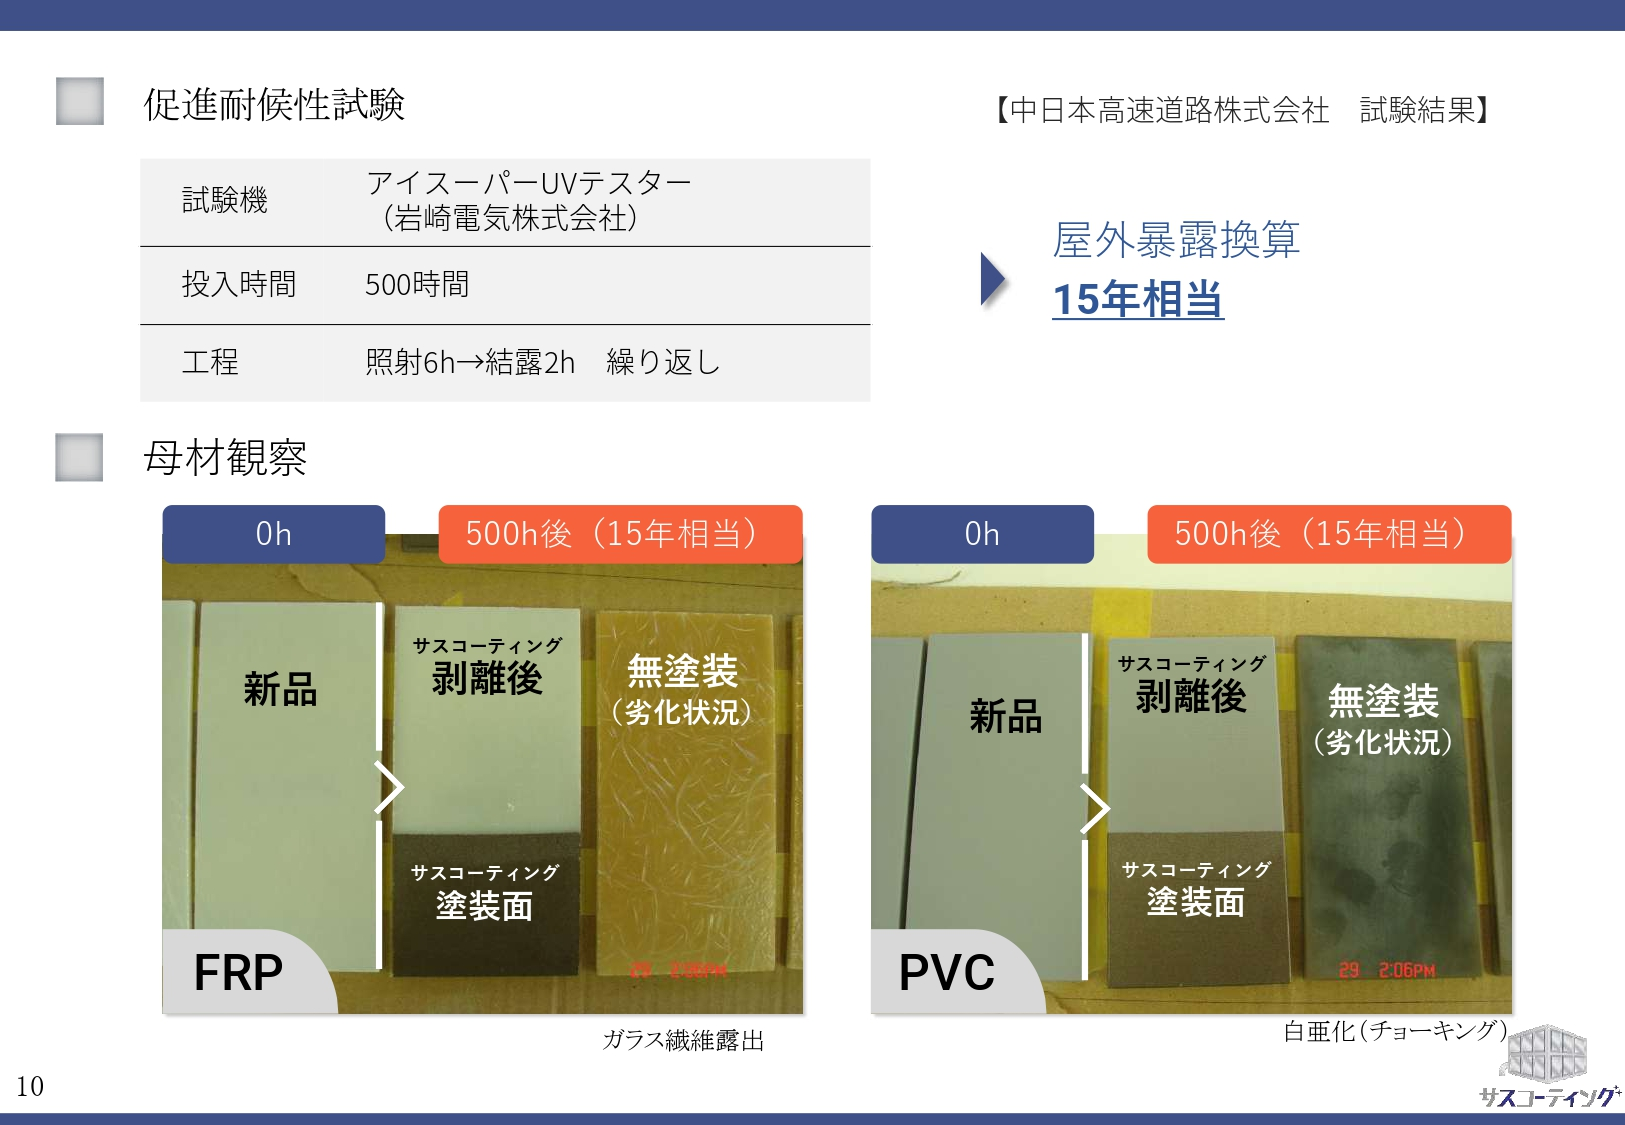 促進耐候性試験
【中日本高速道路株式会社　試験結果】
試験機
アイスーパーUVテスター
（岩崎電気株式会社）
投入時間
500時間
工程
照射6h→結露2h　繰り返し
屋外暴露換算
15年相当
母材観察
0h
500h後（15年相当）
新品
サスコーティング
剥離後
無塗装
（劣化状況）
サスコーティング
塗装面
FRP
29 2:06PM
ガラス繊維露出
0h
500h後（15年相当）
新品
サスコーティング
剥離後
無塗装
（劣化状況）
サスコーティング
塗装面
PVC
29 2:06PM
白亜化（チョーキング）
サスコーティング
10